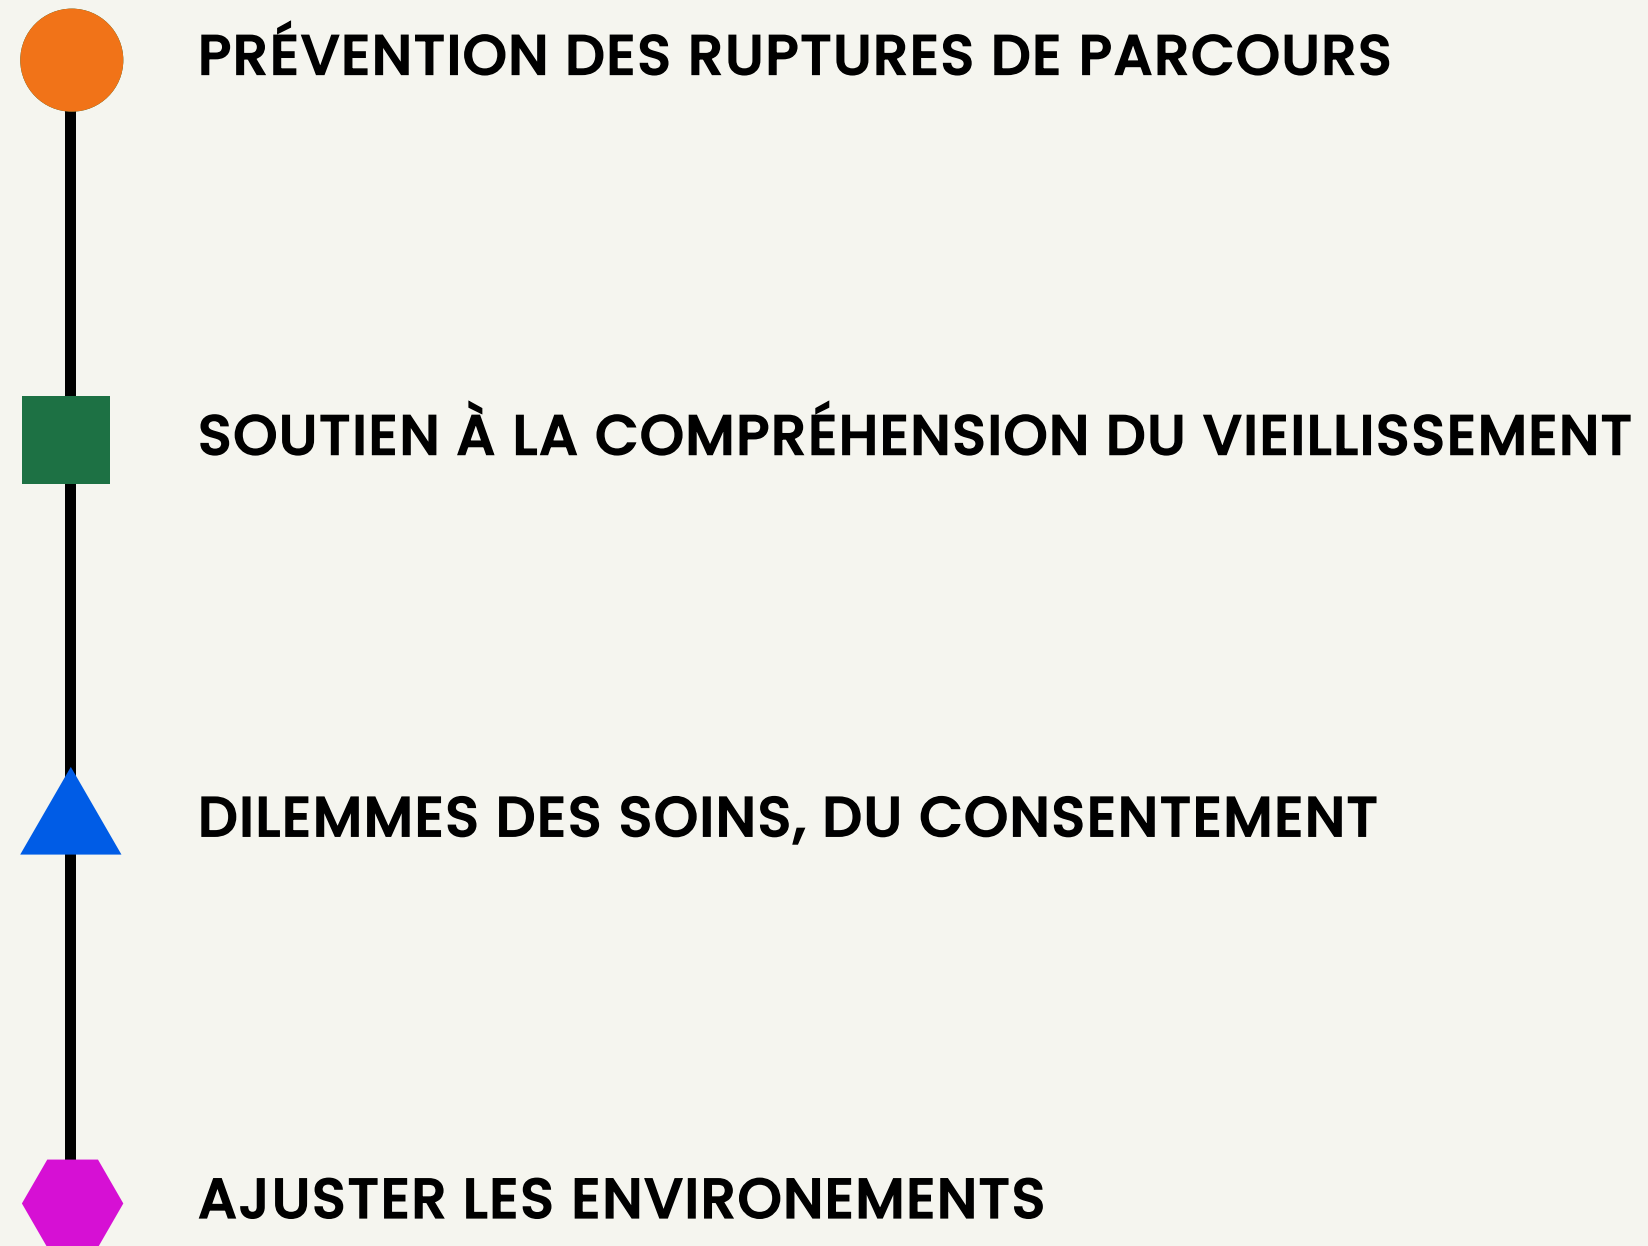 PRÉVENTION DES RUPTURES DE PARCOURS
SOUTIEN À LA COMPRÉHENSION DU VIEILLISSEMENT
DILEMMES DES SOINS, DU CONSENTEMENT
AJUSTER LES ENVIRONEMENTS